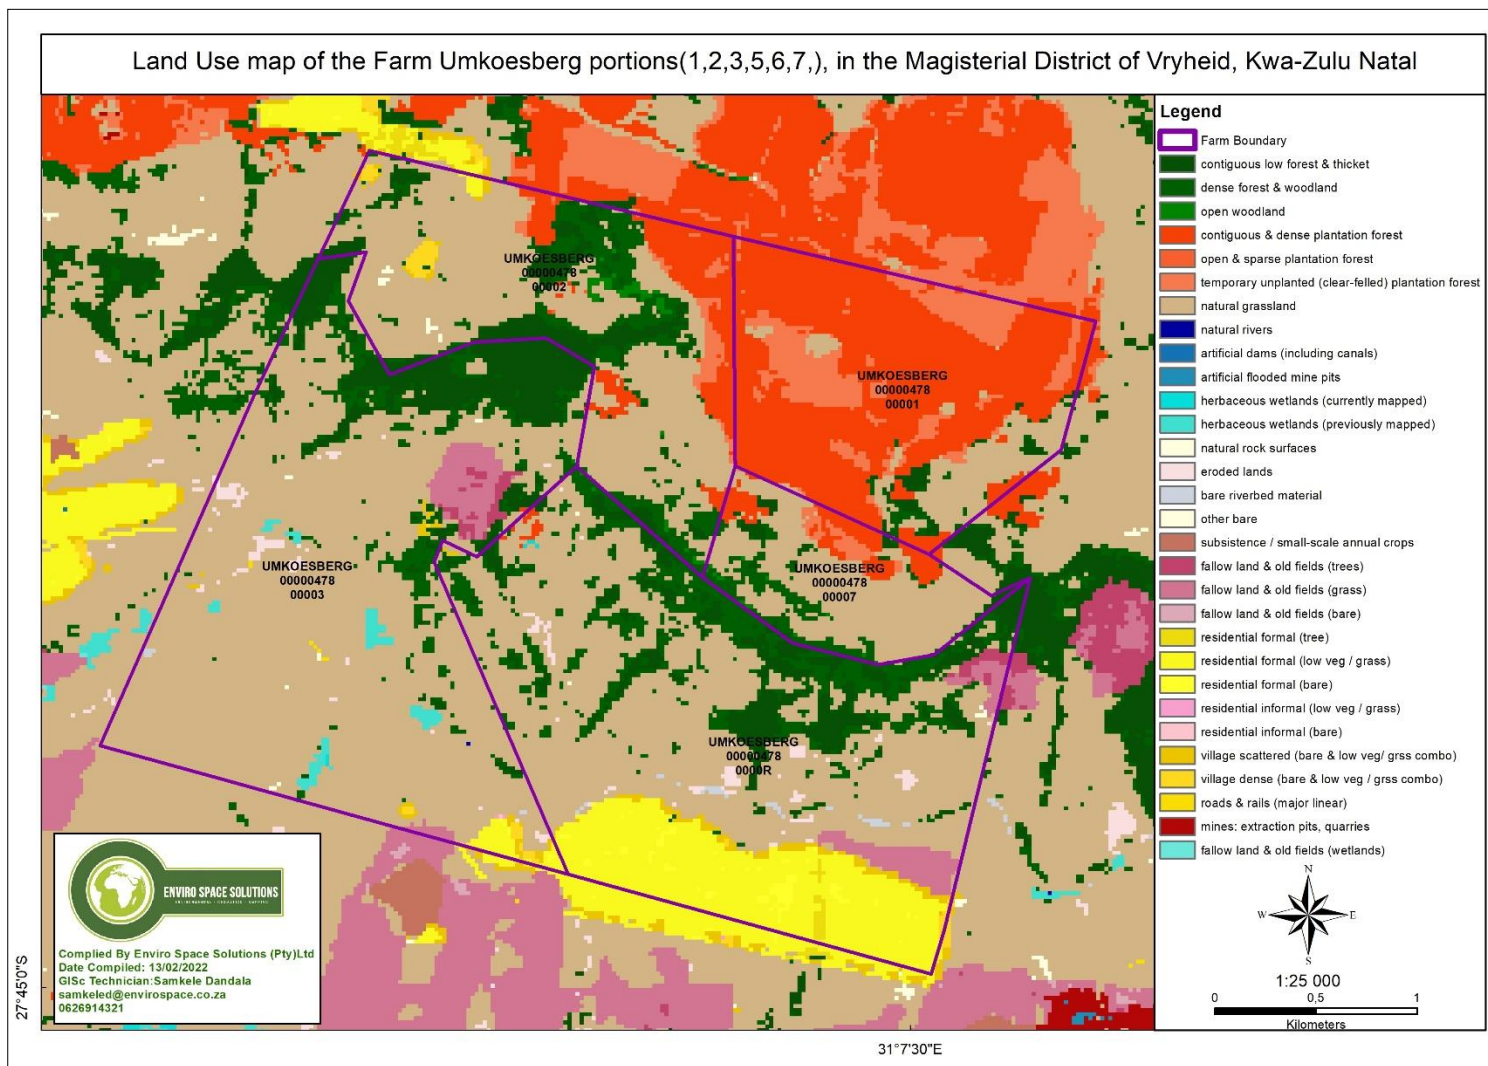 Land Use map of the Farm Umkoesberg portions(1,2,3,5,6,7,), in the Magisterial District of Vryheid, Kwa-Zulu Natal
UMKOESBERG
00000478
00002
UMKOESBERG
00000478
00001
UMKOESBERG
00000478
00003
UMKOESBERG
00000478
00007
UMKOESBERG
00000478
0000R
Legend
Farm Boundary
contiguous low forest & thicket
dense forest & woodland
open woodland
contiguous & dense plantation forest
open & sparse plantation forest
temporary unplanted (clear-felled) plantation forest
natural grassland
natural rivers
artificial dams (including canals)
artificial flooded mine pits
herbaceous wetlands (currently mapped)
herbaceous wetlands (previously mapped)
natural rock surfaces
eroded lands
bare riverbed material
other bare
subsistence / small-scale annual crops
fallow land & old fields (trees)
fallow land & old fields (grass)
fallow land & old fields (bare)
residential formal (tree)
residential formal (low veg / grass)
residential formal (bare)
residential informal (low veg / grass)
residential informal (bare)
village scattered (bare & low veg/ grss combo)
village dense (bare & low veg / grss combo)
roads & rails (major linear)
mines: extraction pits, quarries
fallow land & old fields (wetlands)
N
W
E
S
1:25 000
0
0,5
1
Kilometers
ENVIRO SPACE SOLUTIONS
Complied By Enviro Space Solutions (Pty)Ltd
Date Compiled: 13/02/2022
GISc Technician:Samkele Dandala
samkeled@envirospace.co.za
0626914321
27°45'0"S
31°7'30"E